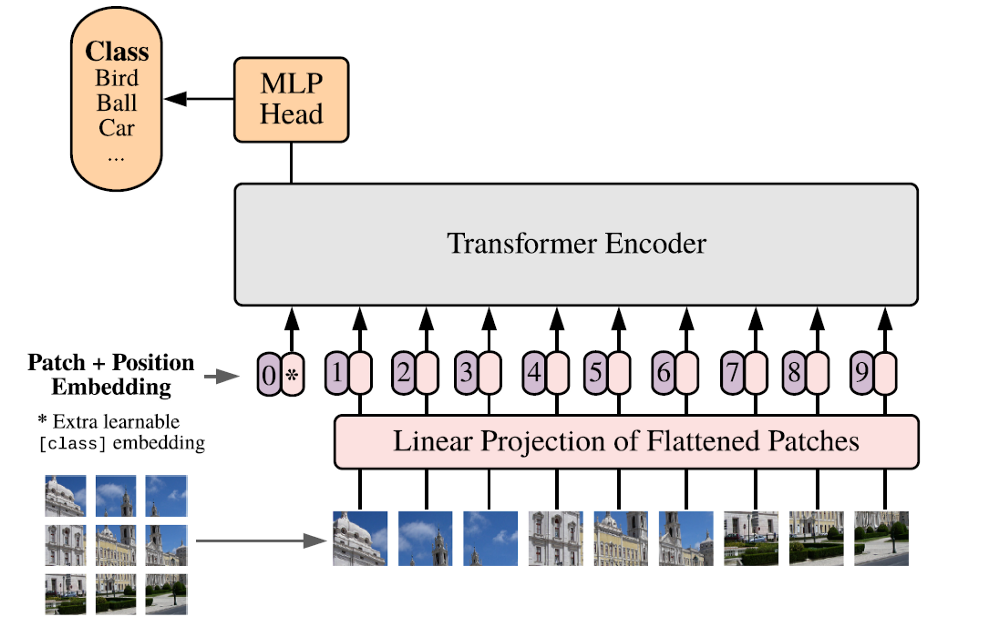 Class
Bird
Ball
Car
...
MLP
Head
Transformer Encoder
Patch + Position
Embedding
0 * 1 2 3 4 5 6 7 8 9
* Extra learnable
[class] embedding
Linear Projection of Flattened Patches